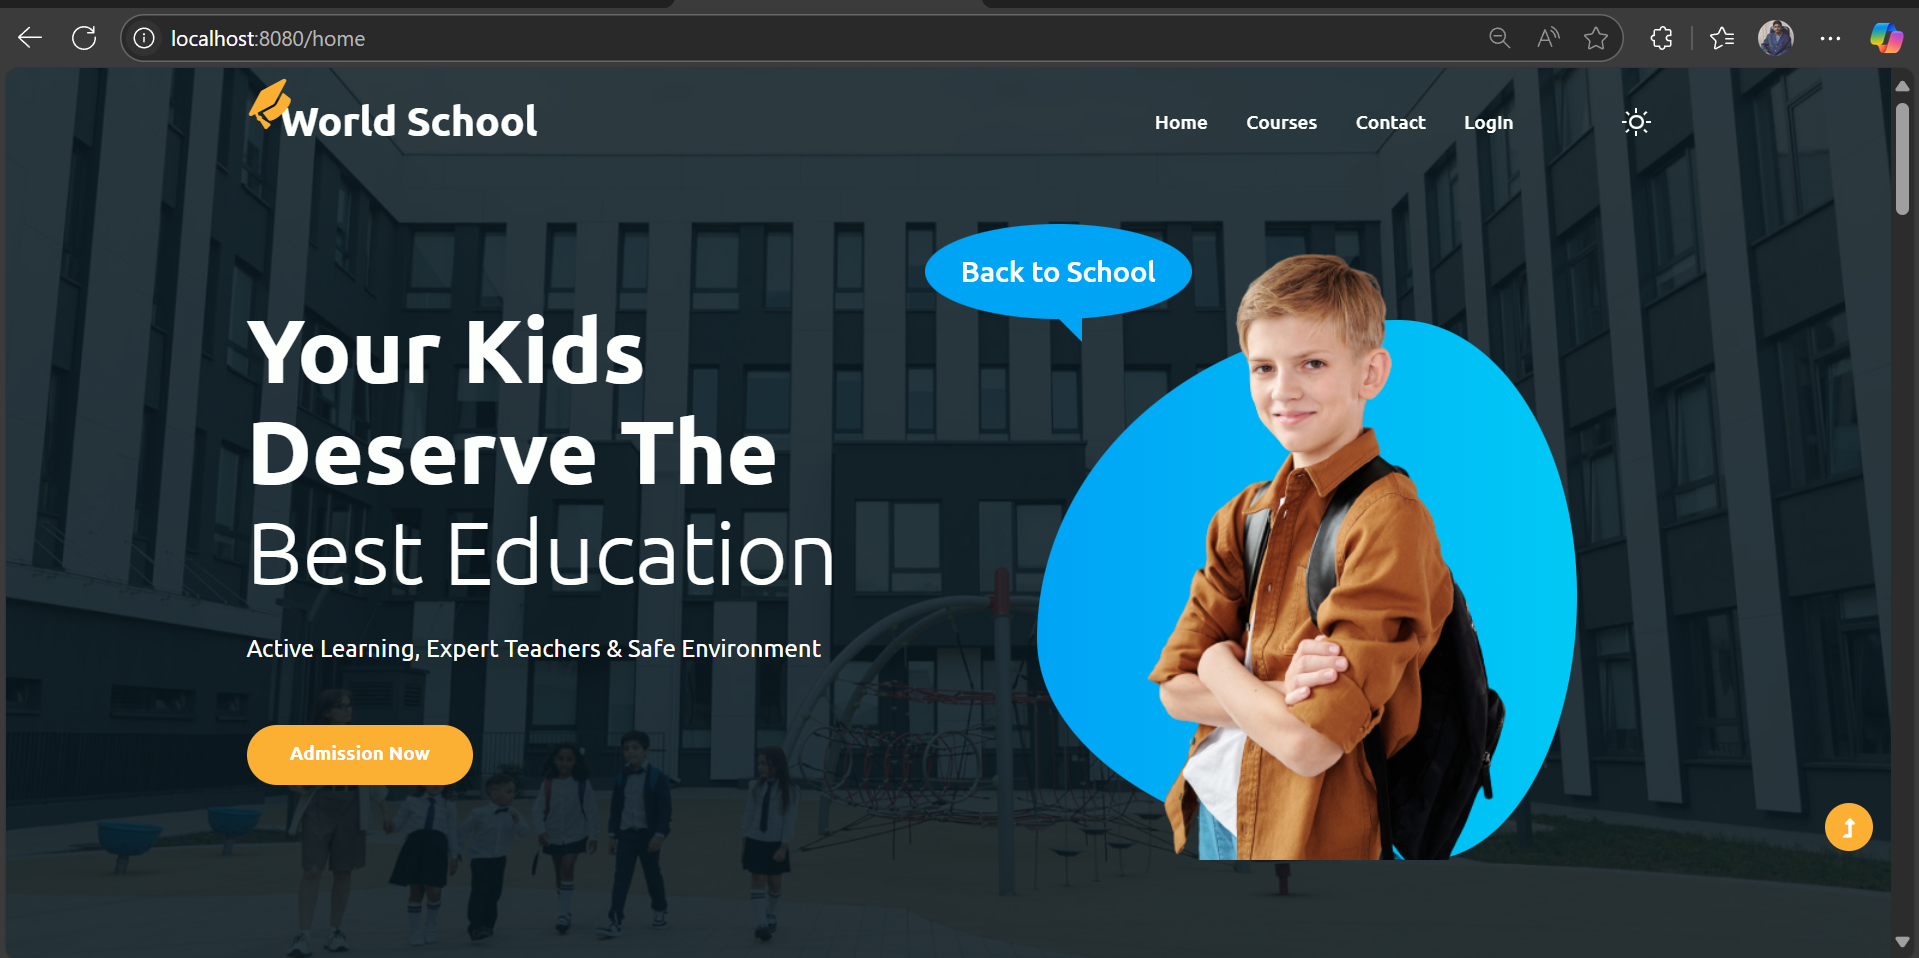 localhost:8080/home
World School
Home Courses Contact LogIn
Back to School
Your Kids
Deserve The
Best Education
Active Learning, Expert Teachers & Safe Environment
Admission Now